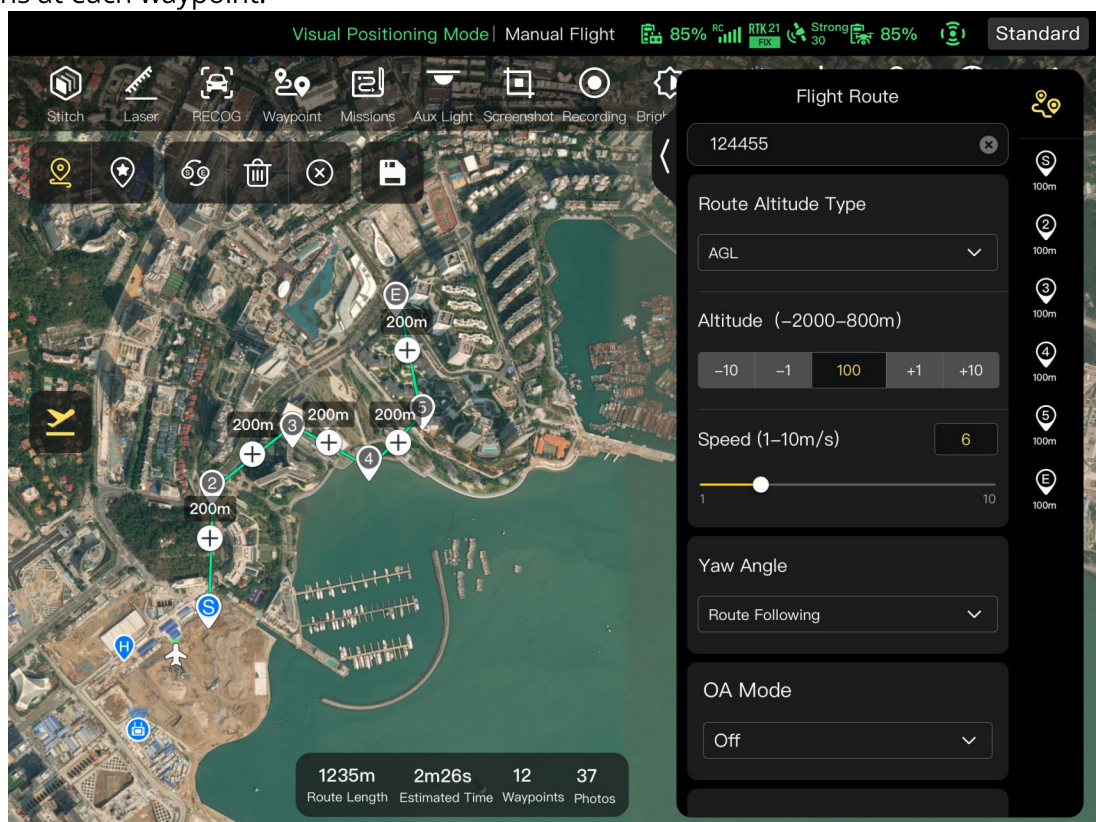 ns at each waypoint.
Visual Positioning Mode | Manual Flight 85% RC RTK 21 FIX Strong 30 85% Standard
Stitch Laser RECOG Waypoint Missions Aux Light Screenshot Recording Brigh
S E
Flight Route
124455
Route Altitude Type
AGL
Altitude (-2000-800m)
-10 -1 100 +1 +10
Speed (1-10m/s) 6
1 10
Yaw Angle
Route Following
OA Mode
Off
S
100m
2
100m
3
100m
4
100m
5
100m
E
100m
E
200m
5
200m 3 200m 200m
4
2
200m
S
H
1235m 2m26s 12 37
Route Length Estimated Time Waypoints Photos